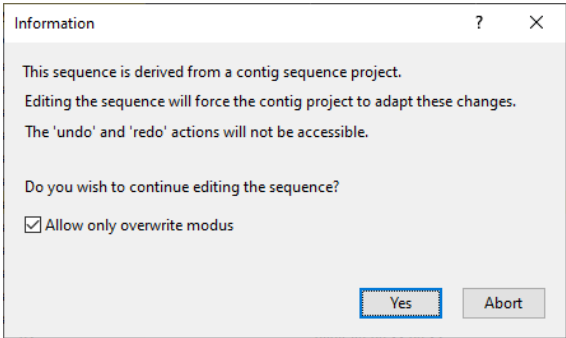 Information
?
This sequence is derived from a contig sequence project.
Editing the sequence will force the contig project to adapt these changes.
The 'undo' and 'redo' actions will not be accessible.
Do you wish to continue editing the sequence?
Allow only overwrite modus
Yes
Abort